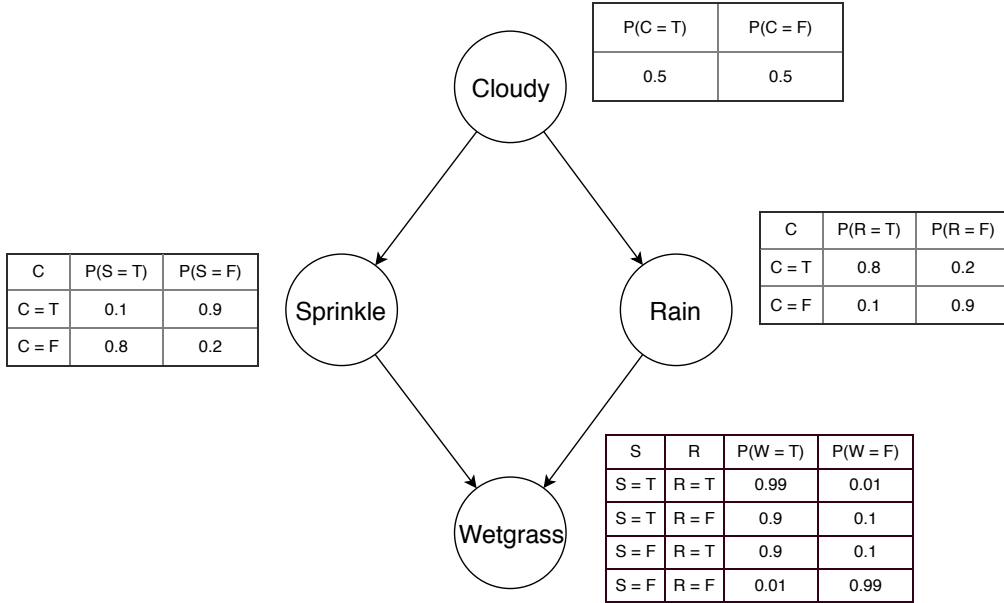 P(C = T) P(C = F)
0.5 0.5
Cloudy
C P(R = T) P(R = F)
C = T 0.8 0.2
C = F 0.1 0.9
C P(S = T) P(S = F)
C = T 0.1 0.9
C = F 0.8 0.2
Sprinkle
Rain
S R P(W = T) P(W = F)
S = T R = T 0.99 0.01
S = T R = F 0.9 0.1
S = F R = T 0.9 0.1
S = F R = F 0.01 0.99
Wetgrass